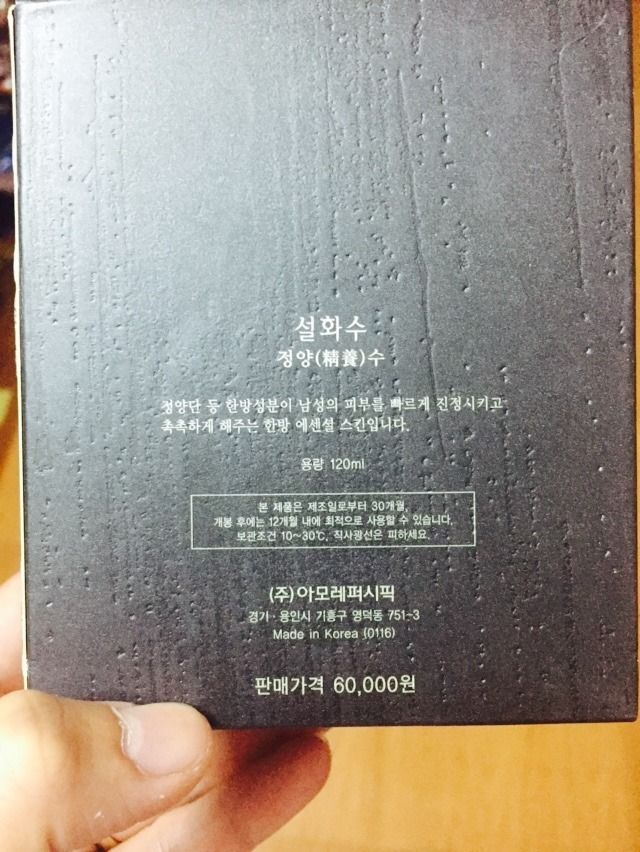 설화수
정양(精養)수
정양단 등 한방성분이 남성의 피부를 빠르게 진정시키고
촉촉하게 해주는 한방 에센셜 스킨입니다.
용량 120ml
본 제품은 제조일로부터 30개월,
개봉 후에는 12개월 내에 최적으로 사용할 수 있습니다.
보관조건 10~30℃, 직사광선은 피하세요.
(주)아모레퍼시픽
경기·용인시 기흥구 영덕동 751-3
Made in Korea (0116)
판매가격 60,000원